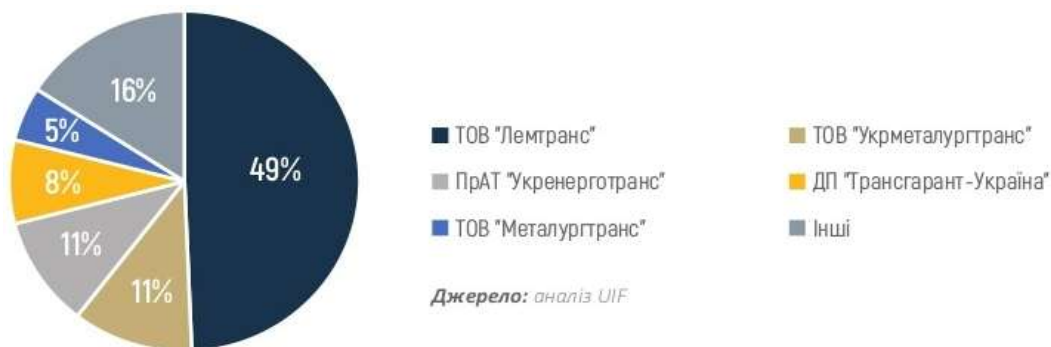 16%
5%
49%
8%
11%
11%
ТОВ "Лемтранс"
ТОВ "Укрметалургтранс"
ПрАТ "Укренерготранс"
ДП "Трансгарант-Україна"
ТОВ "Металургтранс"
Інші
Джерело: аналіз UIF